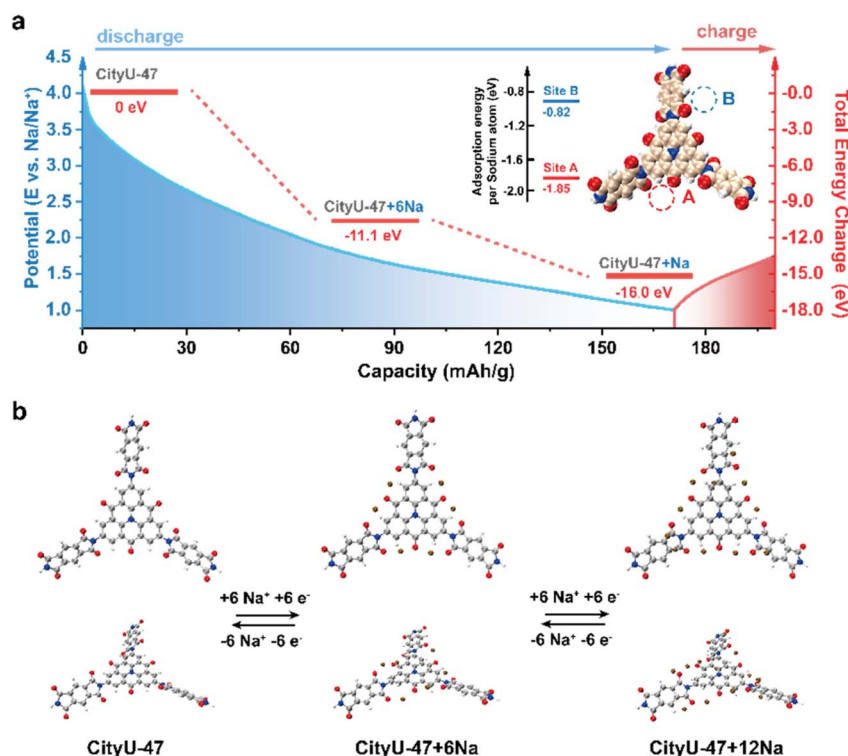 a
discharge
charge
4.5
4.0
3.5
3.0
2.5
2.0
1.5
1.0
Potential (E vs. Na/Na⁺)
CityU-47
0 eV
CityU-47+6Na
-11.1 eV
CityU-47+Na
-16.0 eV
Adsorption energy
per Sodium atom (eV)
-0.8
-1.2
-1.6
-2.0
Site B
-0.82
Site A
-1.85
B
A
-0.0
-3.0
-6.0
-9.0
-12.0
-15.0
-18.0
Total Energy Change (eV)
0 30 60 90 120 150 180
Capacity (mAh/g)
b
+6 Na⁺ +6 e⁻
-6 Na⁺ -6 e⁻
+6 Na⁺ +6 e⁻
-6 Na⁺ -6 e⁻
CityU-47 CityU-47+6Na CityU-47+12Na